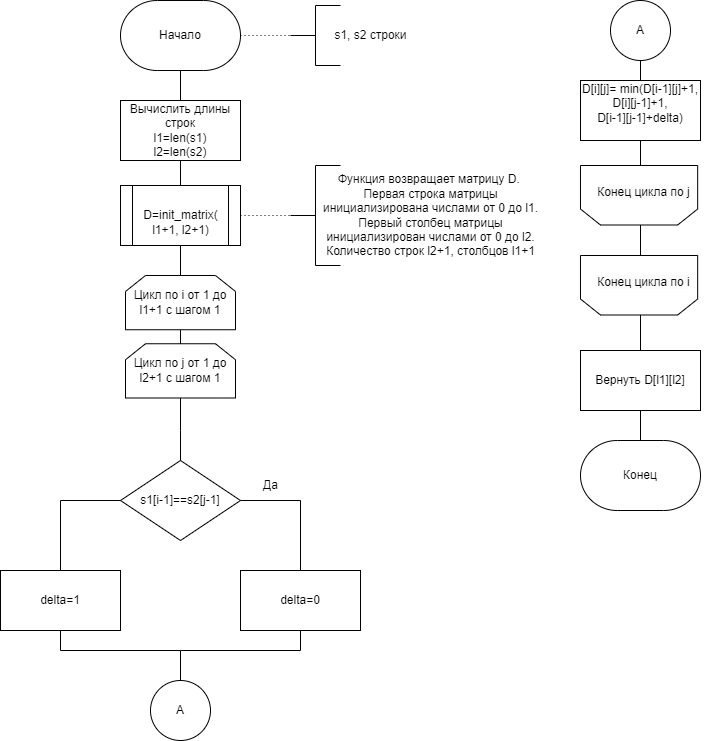 Начало
s1, s2 строки
Вычислить длины
строк
l1=len(s1)
l2=len(s2)
D=init_matrix(
l1+1, l2+1)
Функция возвращает матрицу D.
Первая строка матрицы
инициализирована числами от 0 до l1.
Первый столбец матрицы
инициализирован числами от 0 до l2.
Количество строк l2+1, столбцов l1+1
Цикл по i от 1 до
l1+1 с шагом 1
Цикл по j от 1 до
l2+1 с шагом 1
s1[i-1]==s2[j-1]
Да
delta=1
delta=0
A
A
D[i][j]= min(D[i-1][j]+1,
D[i][j-1]+1,
D[i-1][j-1]+delta)
Конец цикла по j
Конец цикла по i
Вернуть D[l1][l2]
Конец